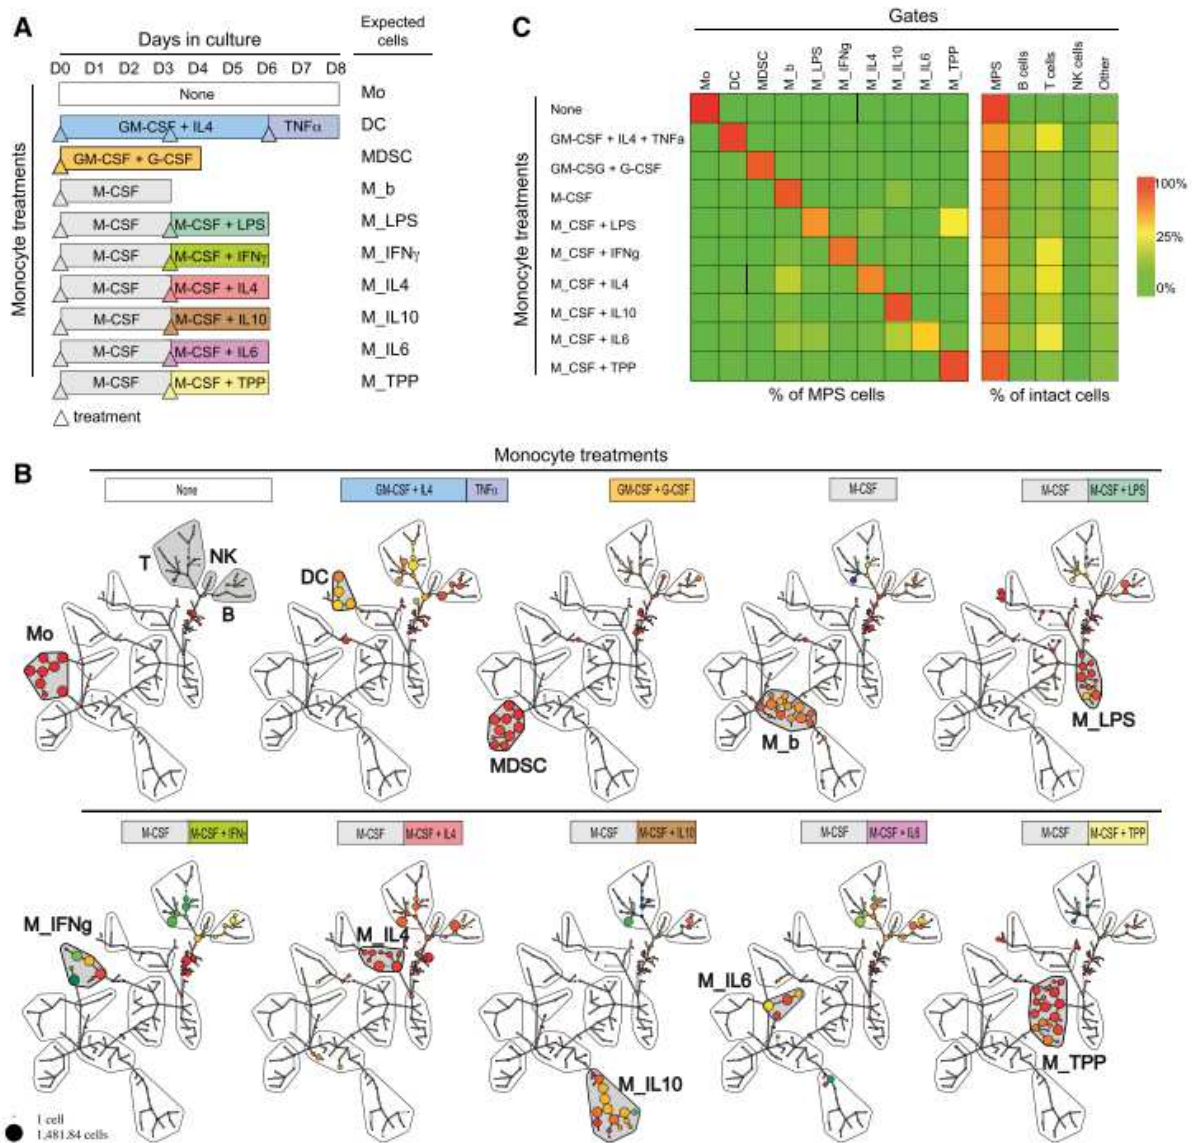 A
Days in culture
Expected
cells
D0 D1 D2 D3 D4 D5 D6 D7 D8
Monocyte treatments
None
Mo
GM-CSF + IL4
TNFα
DC
GM-CSF + G-CSF
MDSC
M-CSF
M_b
M-CSF
M-CSF + LPS
M_LPS
M-CSF
M-CSF + IFNγ
M_IFNγ
M-CSF
M-CSF + IL4
M_IL4
M-CSF
M-CSF + IL10
M_IL10
M-CSF
M-CSF + IL6
M_IL6
M-CSF
M-CSF + TPP
M_TPP
treatment
C
Gates
Mo
DC
MDSC
M_b
M_LPS
M_IFNg
M_IL4
M_IL10
M_IL6
M_TPP
MPS
B cells
T cells
NK cells
Other
Monocyte treatments
None
GM-CSF + IL4 + TNFa
GM-CSG + G-CSF
M-CSF
M_CSF + LPS
M_CSF + IFNg
M_CSF + IL4
M_CSF + IL10
M_CSF + IL6
M_CSF + TPP
% of MPS cells
% of intact cells
100%
25%
0%
B
Monocyte treatments
None
GM-CSF + IL4
TNFα
GM-CSF + G-CSF
M-CSF
M-CSF
M-CSF + LPS
T
NK
B
Mo
DC
MDSC
M_b
M_LPS
M-CSF
M-CSF + IFNγ
M-CSF
M-CSF + IL4
M-CSF
M-CSF + IL10
M-CSF
M-CSF + IL6
M-CSF
M-CSF + TPP
M_IFNg
M_IL4
M_IL10
M_IL6
M_TPP
1 cell
1,481.84 cells